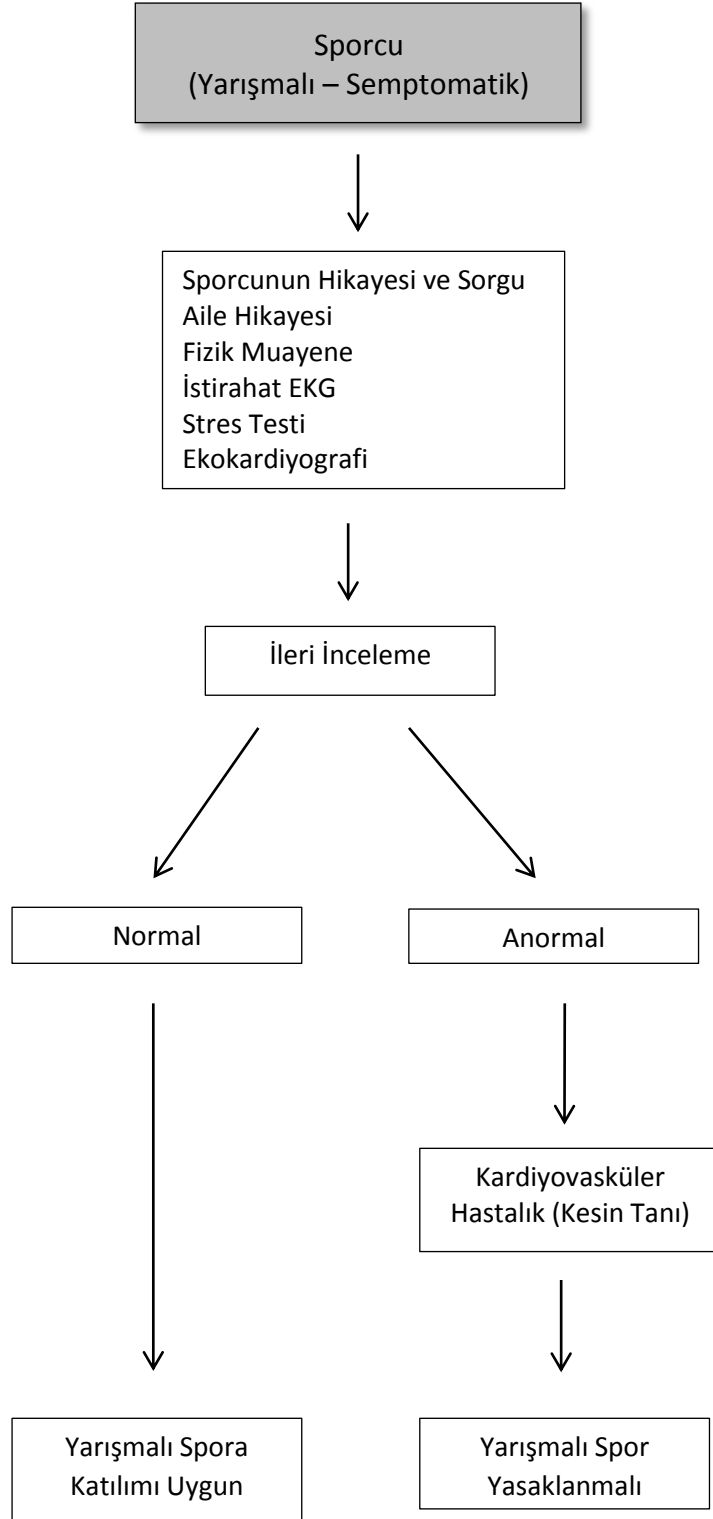 Sporcu
(Yarışmalı – Semptomatik)
Sporcunun Hikayesi ve Sorgu
Aile Hikayesi
Fizik Muayene
İstirahat EKG
Stres Testi
Ekokardiyografi
İleri İnceleme
Normal
Anormal
Kardiyovasküler
Hastalık (Kesin Tanı)
Yarışmalı Spora
Katılımı Uygun
Yarışmalı Spor
Yasaklanmalı